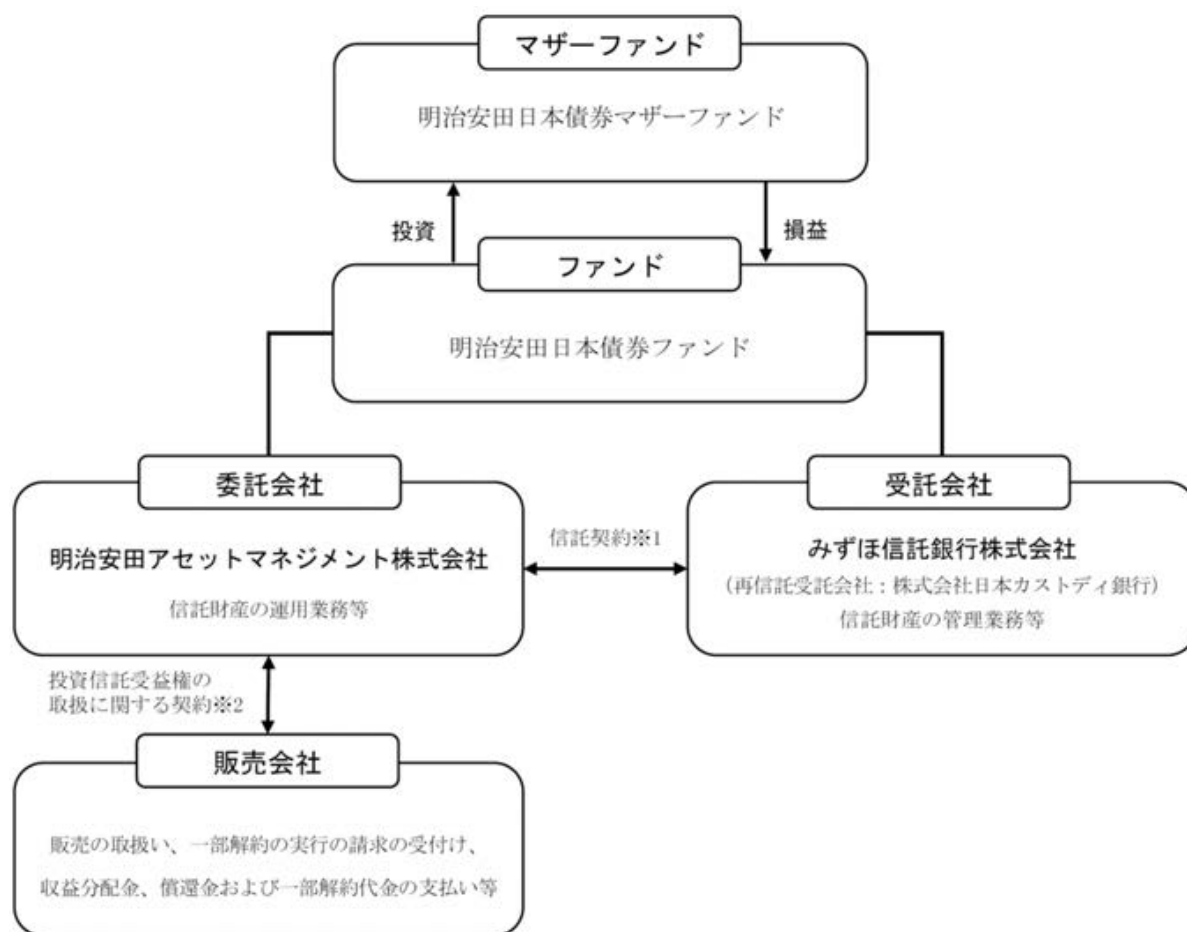 マザーファンド
明治安田日本債券マザーファンド
投資
損益
ファンド
明治安田日本債券ファンド
委託会社
明治安田アセットマネジメント株式会社
信託財産の運用業務等
信託契約※1
受託会社
みずほ信託銀行株式会社
(再信託受託会社:株式会社日本カストディ銀行)
信託財産の管理業務等
投資信託受益権の
取扱に関する契約※2
販売会社
販売の取扱い、一部解約の実行の請求の受付け、
収益分配金、償還金および一部解約代金の支払い等